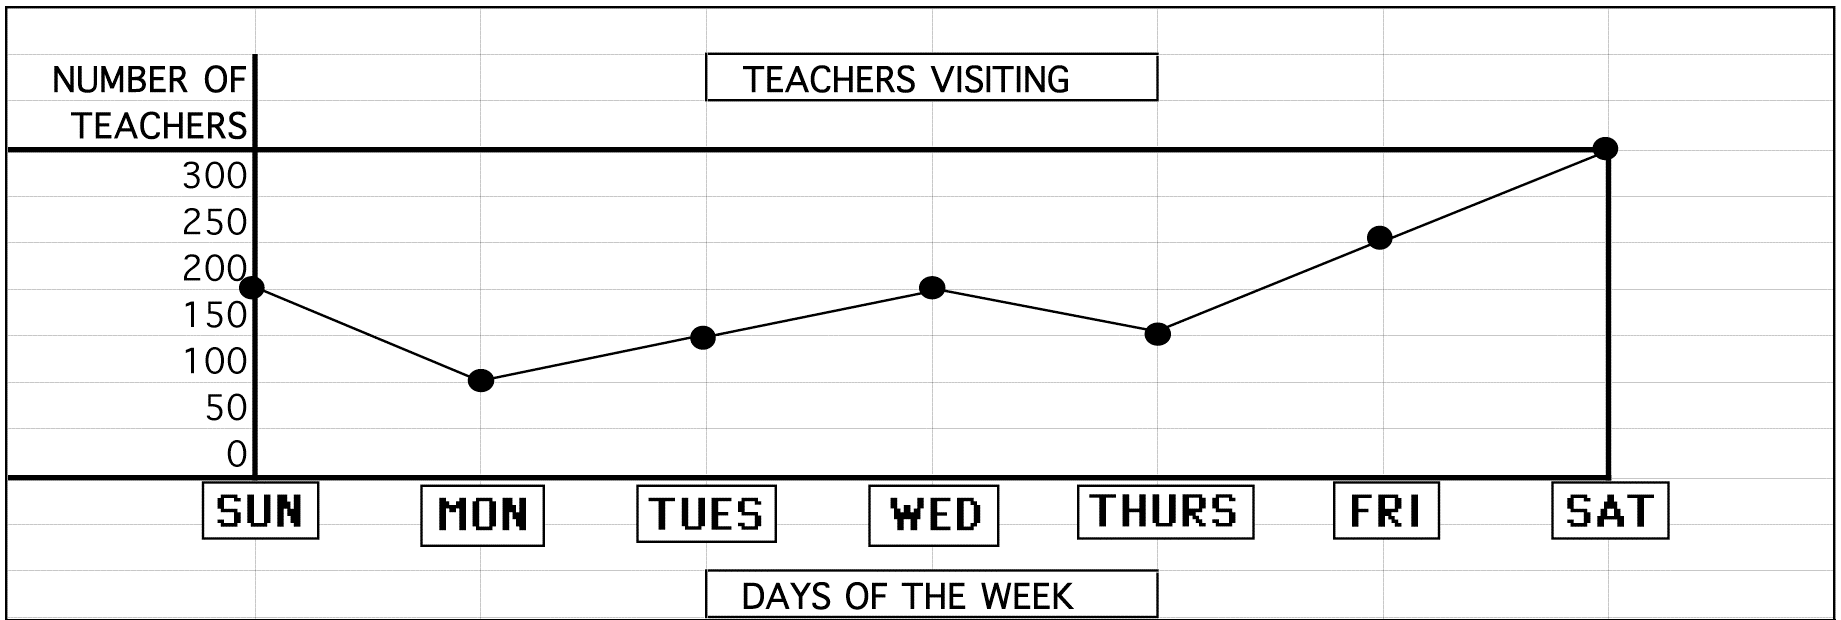 NUMBER OF
TEACHERS
TEACHERS VISITING
300
250
200
150
100
50
0
SUN MON TUES WED THURS FRI SAT
DAYS OF THE WEEK